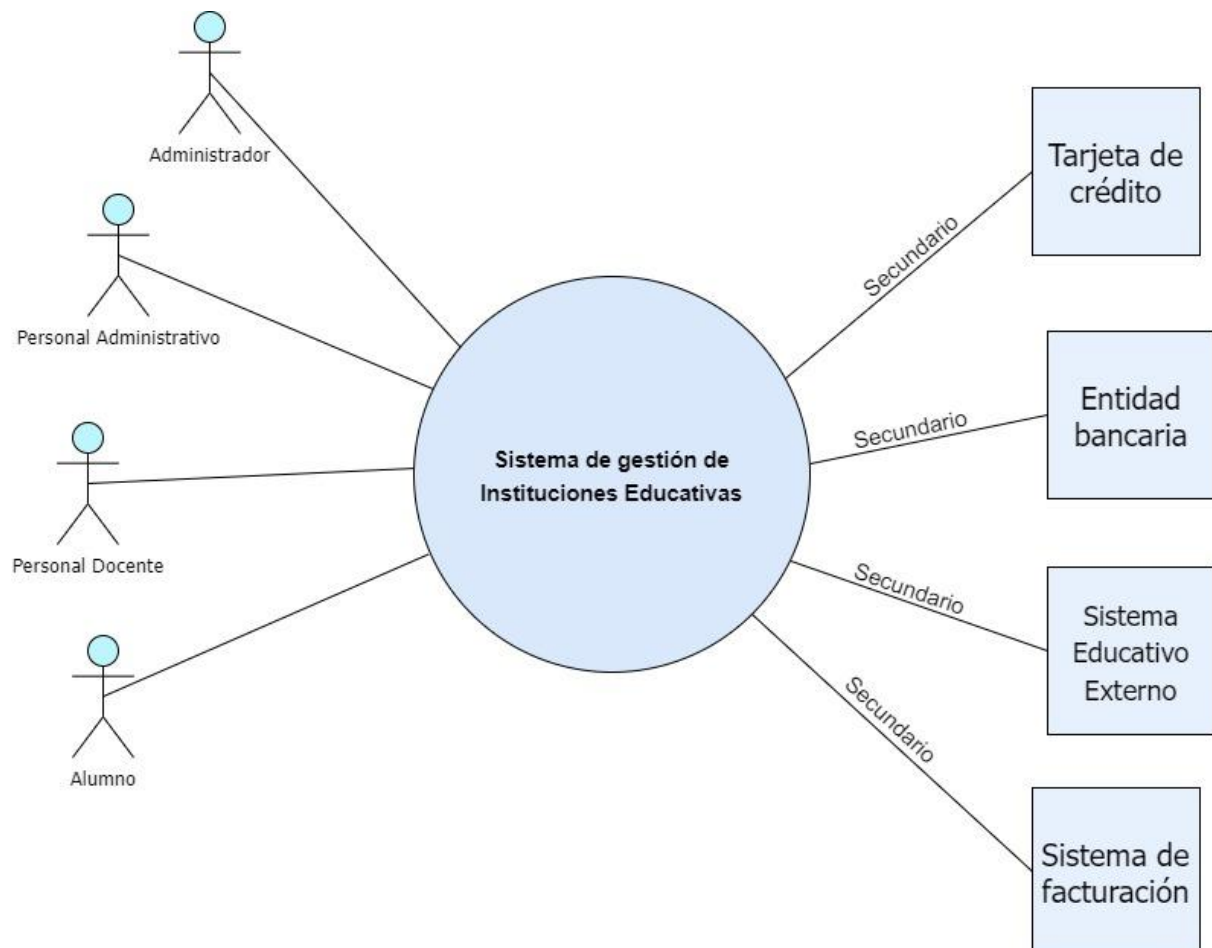 Administrador
Personal Administrativo
Personal Docente
Alumno
Sistema de gestión de
Instituciones Educativas
Secundario
Tarjeta de
crédito
Secundario
Entidad
bancaria
Secundario
Sistema
Educativo
Externo
Secundario
Sistema de
facturación